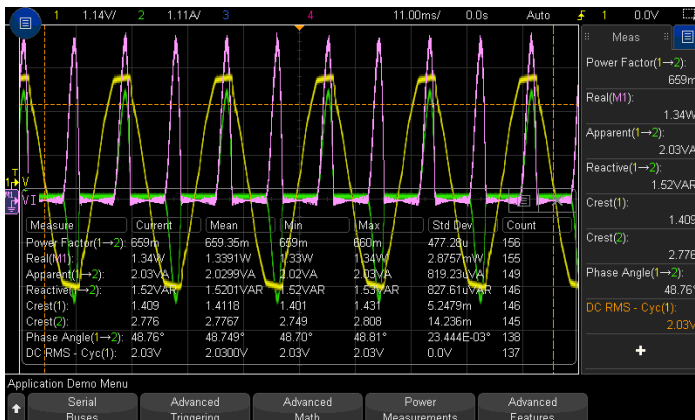 1 1.14V/ 2 1.11A/ 3 4 11.00ms/ 0.0s Auto 1 0.0V
Meas
Power Factor(1→2):
659m
Real(M1):
1.34W
Apparent(1→2):
2.03VA
Reactive(1→2):
1.52VAR
Crest(1):
1.409
Crest(2):
2.776
Phase Angle(1→2):
48.76°
DC RMS - Cyc(1):
2.03V
+
T
1 V
VI
Measure Current Mean Min Max Std Dev Count
Power Factor(1→2): 659m 659.35m 659m 660m 477.28u 156
Real(M1): 1.34W 1.3391W 1.33W 1.34W 2.8757mW 155
Apparent(1→2): 2.03VA 2.0299VA 2.02VA 2.03VA 819.23uVA 149
Reactive(1→2): 1.52VAR 1.5201VAR 1.52VAR 1.53VAR 827.61uVAR 146
Crest(1): 1.409 1.4118 1.401 1.431 5.2479m 146
Crest(2): 2.776 2.7767 2.749 2.808 14.236m 145
Phase Angle(1→2): 48.76° 48.749° 48.70° 48.81° 23.444E-03° 138
DC RMS - Cyc(1): 2.03V 2.0300V 2.03V 2.03V 0.0V 137
Application Demo Menu
Serial Buses
Advanced Triggering
Advanced Math
Power Measurements
Advanced Features